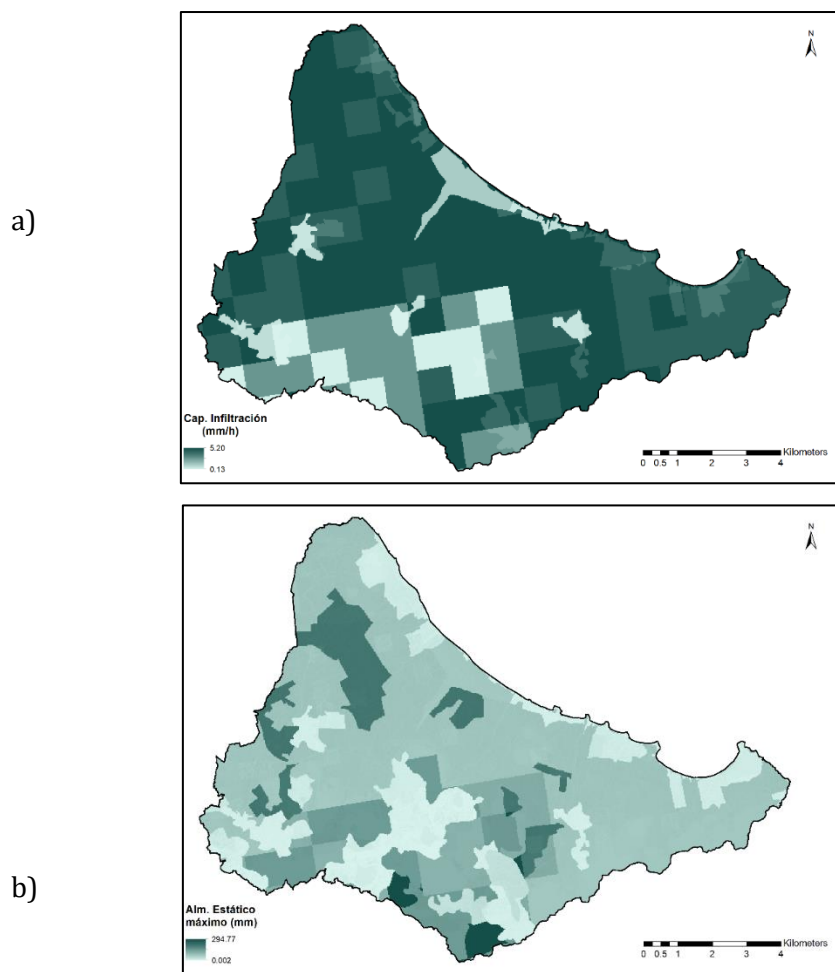 a)
N
Cap. Infiltración
(mm/h)
5.20
0.13
Kilometers
0 0.5 1 2 3 4
b)
N
Alm. Estático
máximo (mm)
294.77
0.002
Kilometers
0 0.5 1 2 3 4